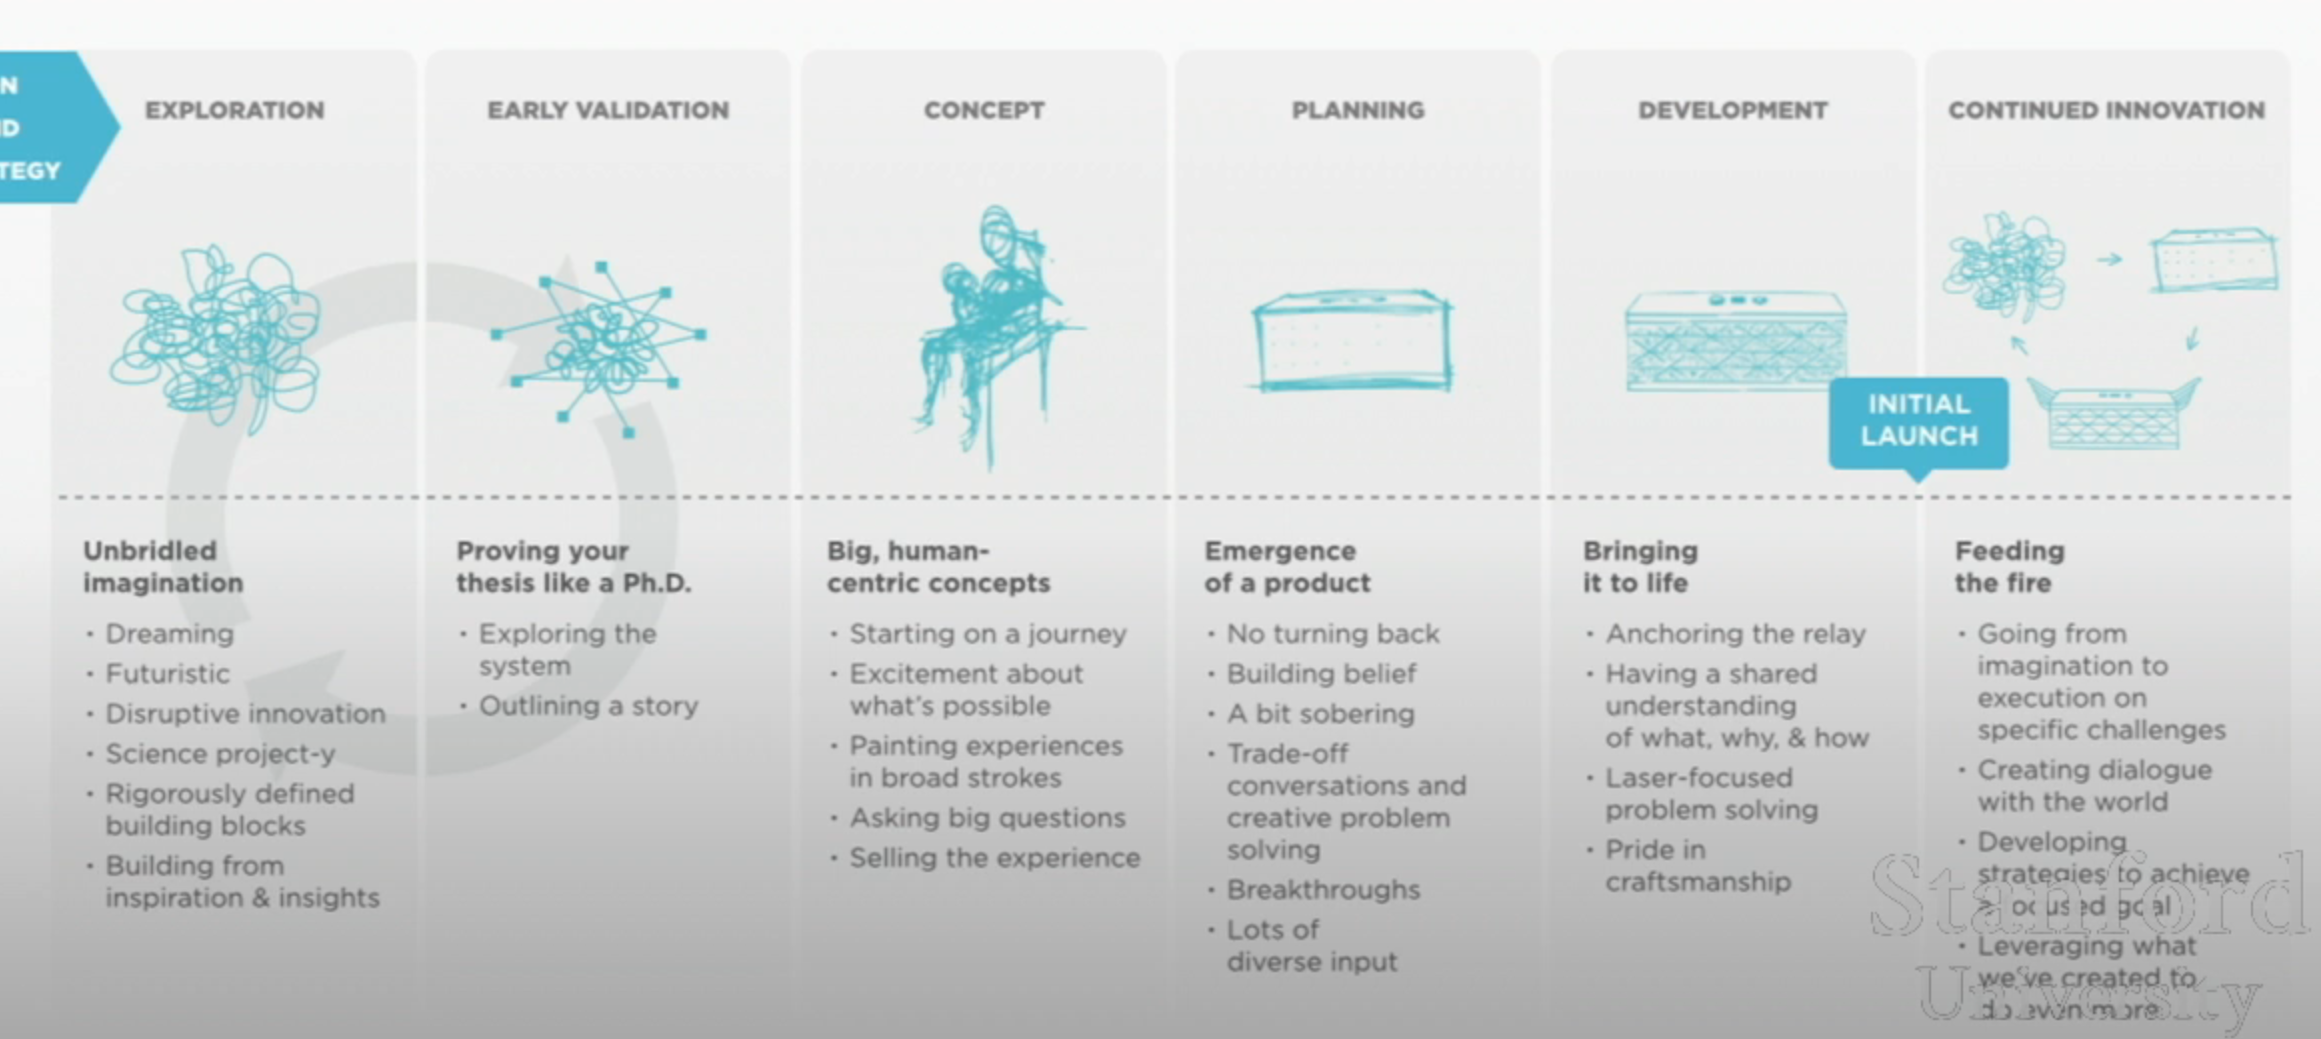 N
D
TEGY
EXPLORATION
EARLY VALIDATION
CONCEPT
PLANNING
DEVELOPMENT
CONTINUED INNOVATION
INITIAL
LAUNCH
Unbridled
imagination
· Dreaming
· Futuristic
· Disruptive innovation
· Science project-y
· Rigorously defined
building blocks
· Building from
inspiration & insights
Proving your
thesis like a Ph.D.
· Exploring the
system
· Outlining a story
Big, human-
centric concepts
· Starting on a journey
· Excitement about
what's possible
· Painting experiences
in broad strokes
· Asking big questions
· Selling the experience
Emergence
of a product
· No turning back
· Building belief
· A bit sobering
· Trade-off
conversations and
creative problem
solving
· Breakthroughs
· Lots of
diverse input
Bringing
it to life
· Anchoring the relay
· Having a shared
understanding
of what, why, & how
· Laser-focused
problem solving
· Pride in
craftsmanship
Feeding
the fire
· Going from
imagination to
execution on
specific challenges
· Creating dialogue
with the world
· Developing
strategies to achieve
a focused goal
· Leveraging what
we've created to
do even more
Stanford
University